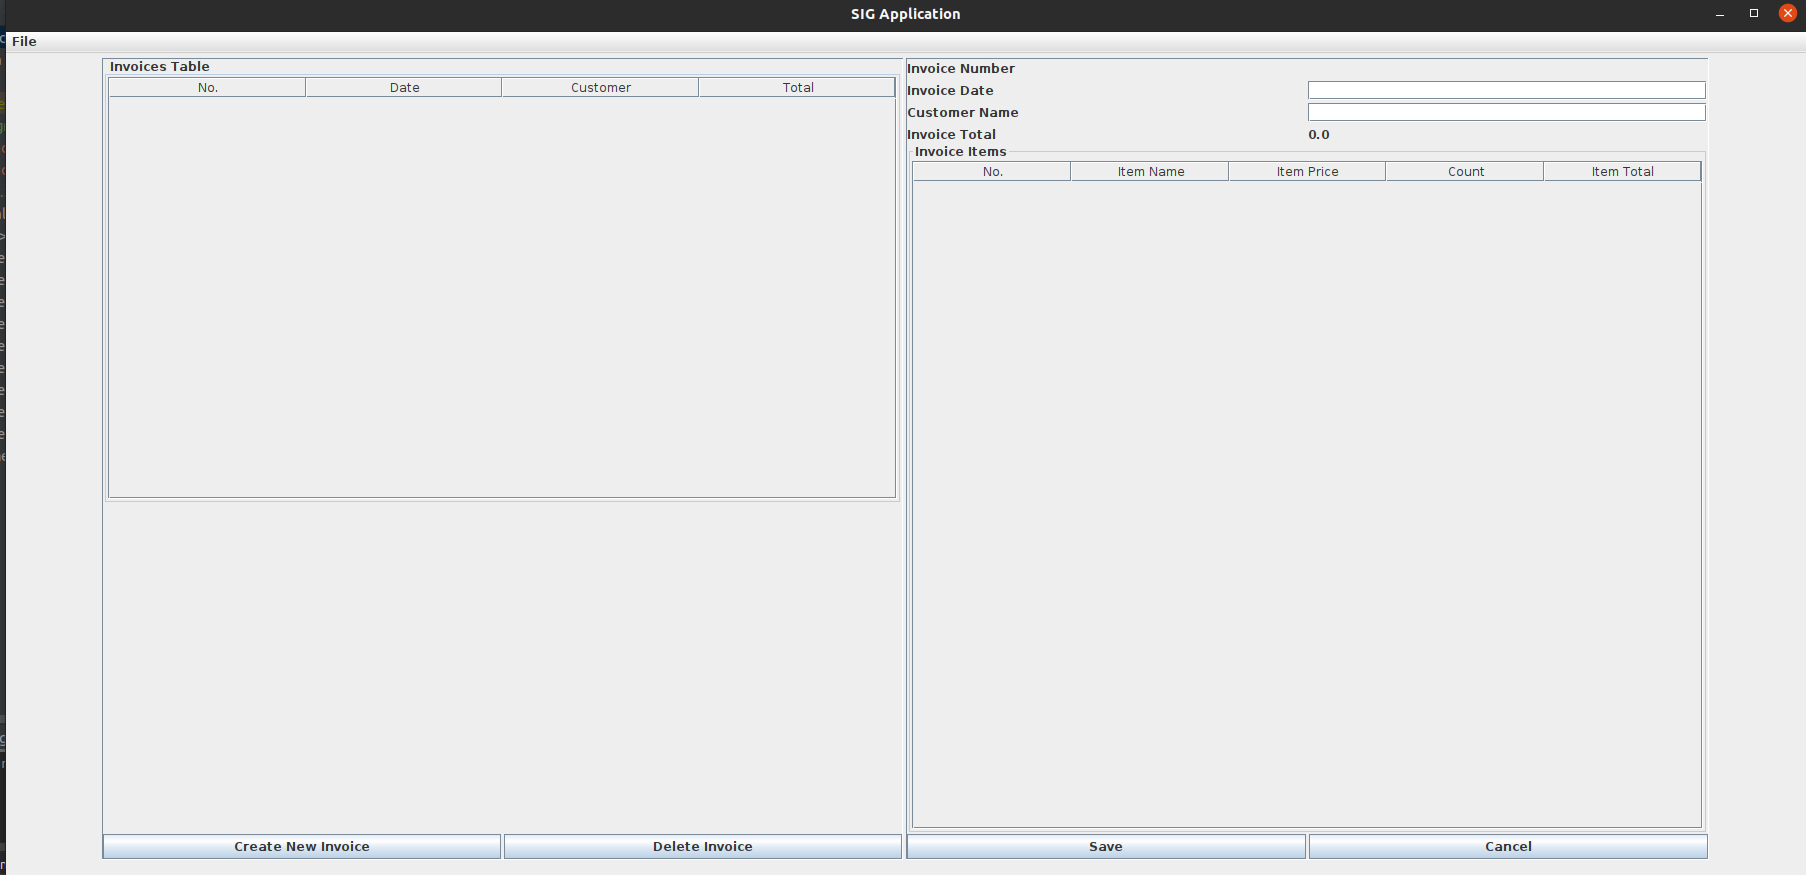 SIG Application
File
Invoices Table
No. Date Customer Total
Create New Invoice Delete Invoice
Invoice Number
Invoice Date
Customer Name
Invoice Total 0.0
Invoice Items
No. Item Name Item Price Count Item Total
Save Cancel